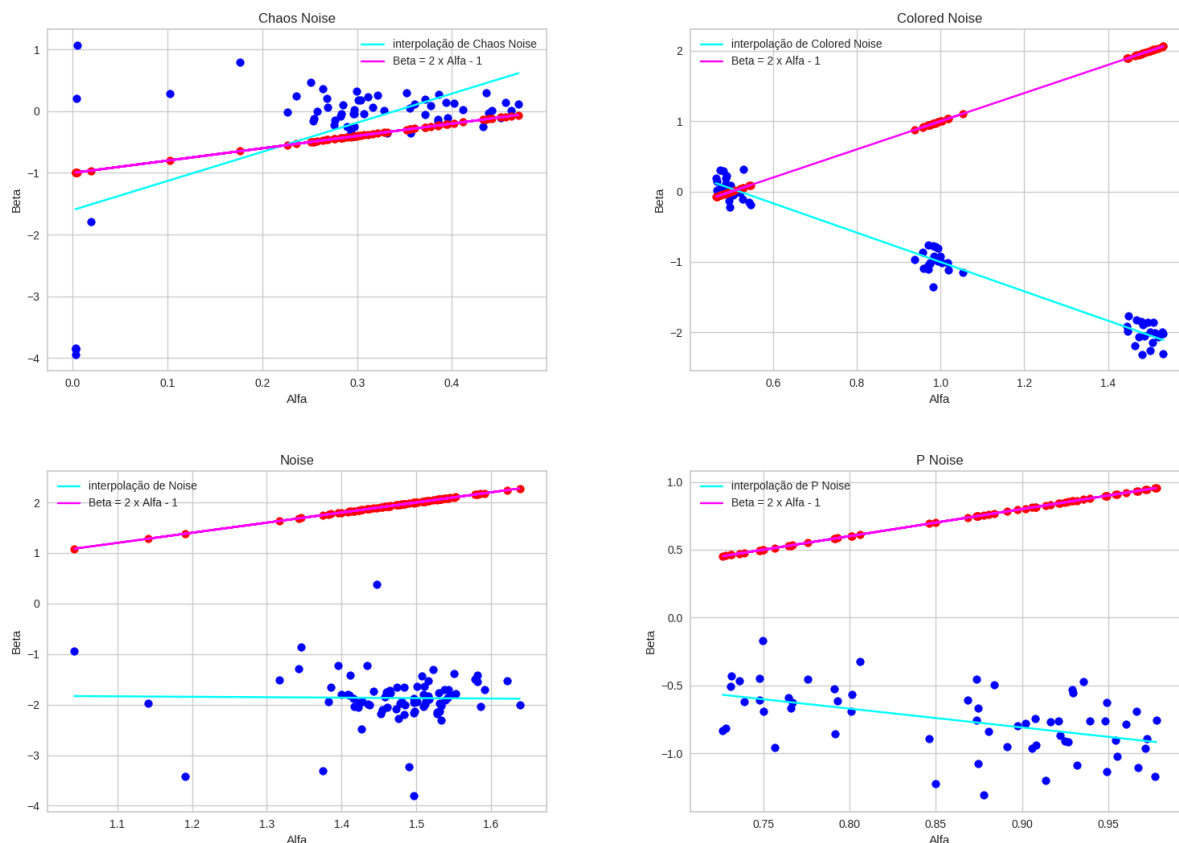 Chaos Noise
interpolação de Chaos Noise
Beta = 2 x Alfa - 1
1
0
−1
−2
−3
−4
Beta
0.0 0.1 0.2 0.3 0.4
Alfa
Colored Noise
interpolação de Colored Noise
Beta = 2 x Alfa - 1
2
1
0
−1
−2
Beta
0.6 0.8 1.0 1.2 1.4
Alfa
Noise
interpolação de Noise
Beta = 2 x Alfa - 1
2
1
0
−1
−2
−3
−4
Beta
1.1 1.2 1.3 1.4 1.5 1.6
Alfa
P Noise
interpolação de P Noise
Beta = 2 x Alfa - 1
1.0
0.5
0.0
−0.5
−1.0
Beta
0.75 0.80 0.85 0.90 0.95
Alfa